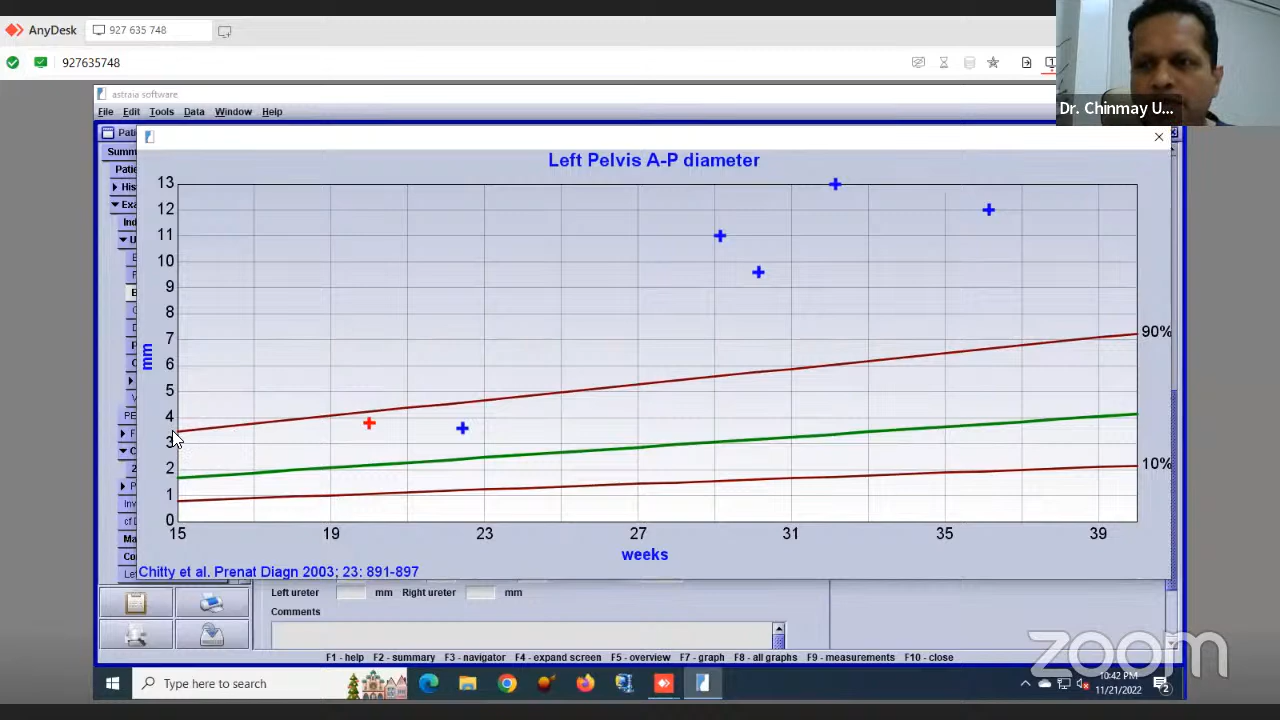 AnyDesk
927 635 748
927635748
Dr. Chinmay U...
astraia software
File Edit Tools Data Window Help
Left Pelvis A-P diameter
13
12
11
10
9
8
7
6
5
4
3
2
1
0
mm
90%
10%
15 19 23 27 31 35 39
weeks
Chitty et al. Prenat Diagn 2003; 23: 891-897
Left ureter mm Right ureter mm
Comments
F1 - help F2 - summary F3 - navigator F4 - expand screen F5 - overview F7 - graph F8 - all graphs F9 - measurements F10 - close
zoom
Type here to search
10:42 PM
11/21/2022
2